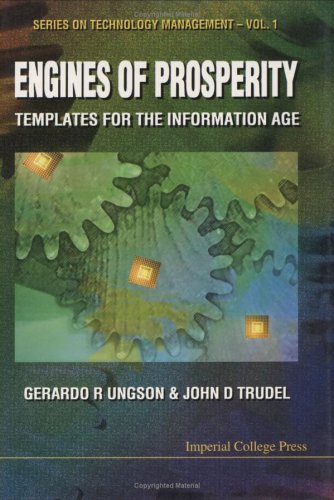 SERIES ON TECHNOLOGY MANAGEMENT – VOL. 1
ENGINES OF PROSPERITY
TEMPLATES FOR THE INFORMATION AGE
GERARDO R UNGSON & JOHN D TRUDEL
Imperial College Press